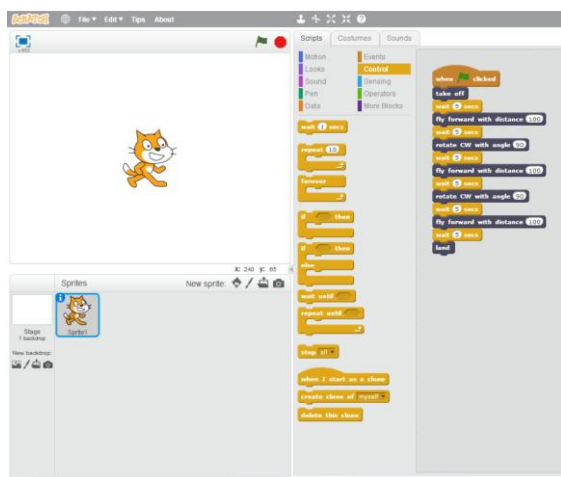 SCRATCH File Edit Tips About
Scripts Costumes Sounds
Motion Events
Looks Control
Sound Sensing
Pen Operators
Data More Blocks
wait 1 secs
repeat 10
forever
if then
if then
else
wait until
repeat until
stop all
when I start as a clone
create clone of myself
delete this clone
when clicked
take off
wait 5 secs
fly forward with distance 100
wait 5 secs
rotate CW with angle 90
wait 5 secs
fly forward with distance 100
wait 5 secs
rotate CW with angle 90
wait 5 secs
fly forward with distance 100
wait 5 secs
land
X: 240 y: 65
Sprites New sprite:
Stage
1 backdrop
New backdrop:
Sprite1